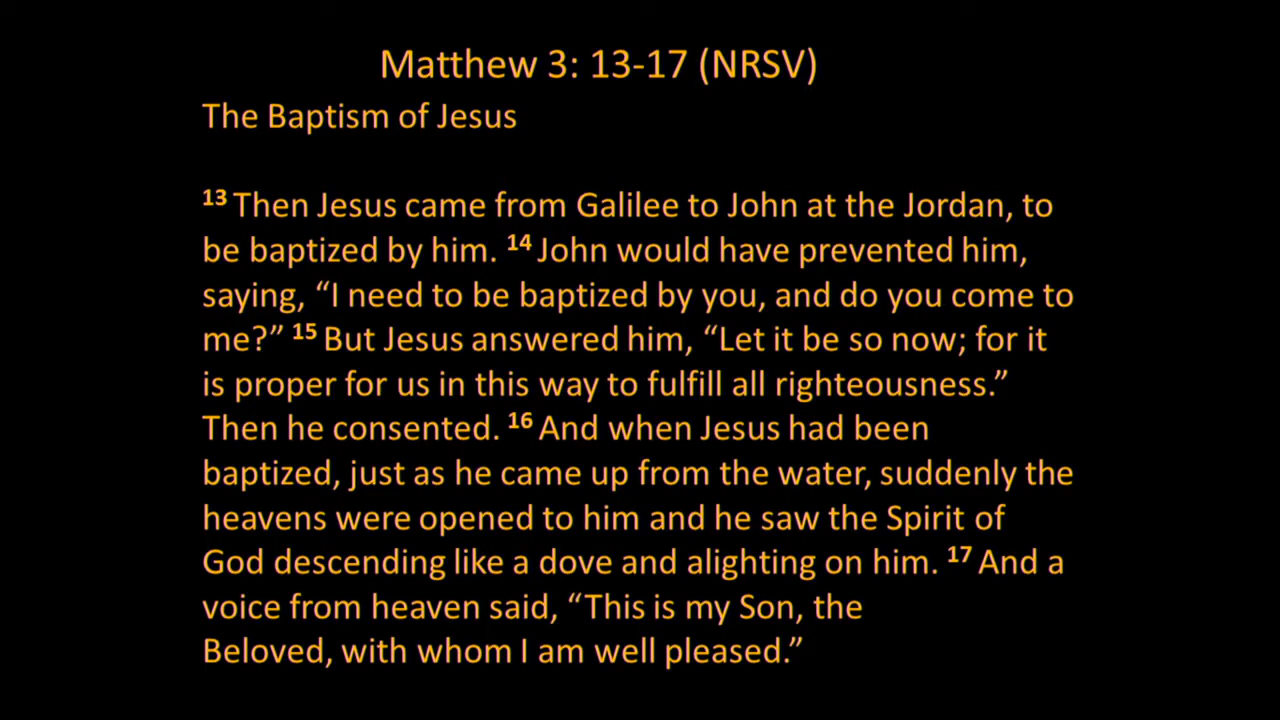 Matthew 3: 13-17 (NRSV)
The Baptism of Jesus
13 Then Jesus came from Galilee to John at the Jordan, to
be baptized by him. 14 John would have prevented him,
saying, “I need to be baptized by you, and do you come to
me?” 15 But Jesus answered him, “Let it be so now; for it
is proper for us in this way to fulfill all righteousness.”
Then he consented. 16 And when Jesus had been
baptized, just as he came up from the water, suddenly the
heavens were opened to him and he saw the Spirit of
God descending like a dove and alighting on him. 17 And a
voice from heaven said, “This is my Son, the
Beloved, with whom I am well pleased.”